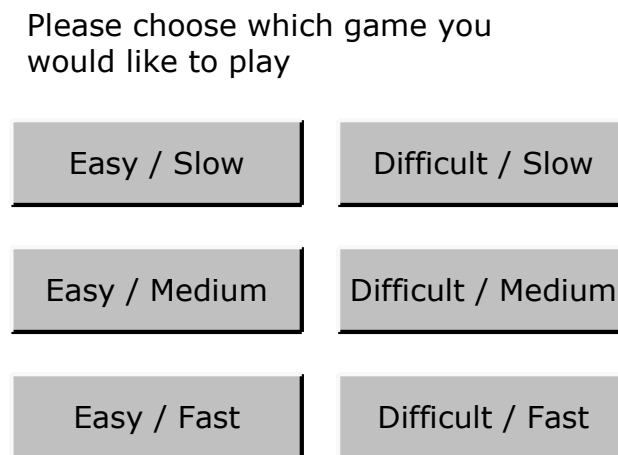 Please choose which game you
would like to play
Easy / Slow
Difficult / Slow
Easy / Medium
Difficult / Medium
Easy / Fast
Difficult / Fast